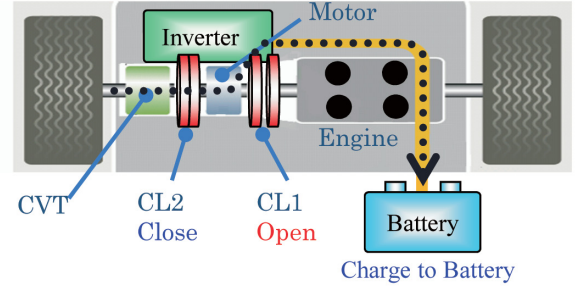 Motor
Inverter
Engine
CVT
CL2
Close
CL1
Open
Battery
Charge to Battery